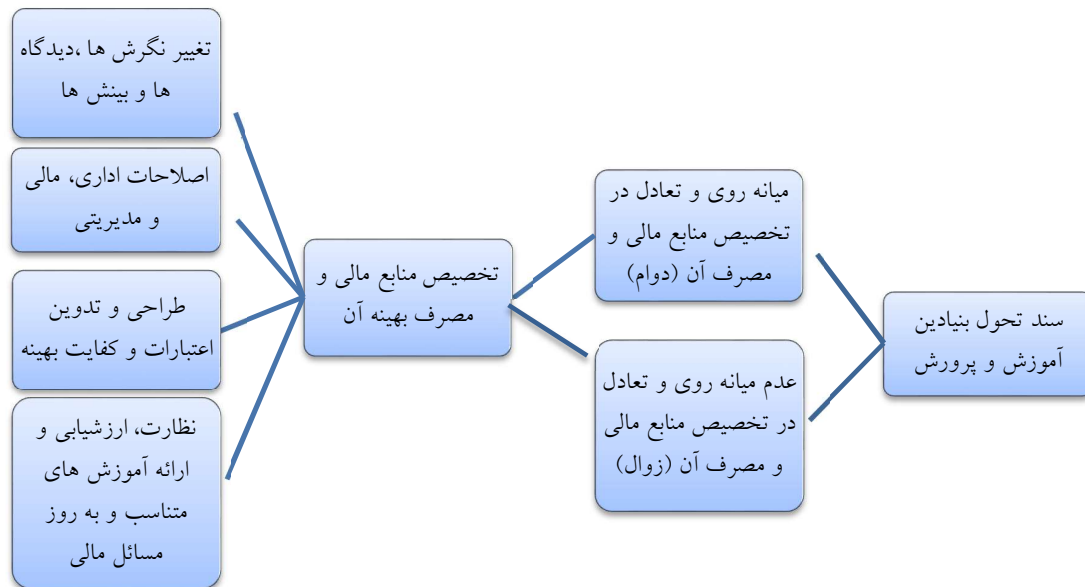 سند تحول بنیادین
آموزش و پرورش
میانه روی و تعادل در
تخصیص منابع مالی و
مصرف آن (دوام)
عدم میانه روی و تعادل
در تخصیص منابع مالی
و مصرف آن (زوال)
تخصیص منابع مالی و
مصرف بهینه آن
تغییر نگرش ها ،دیدگاه
ها و بینش ها
اصلاحات اداری، مالی
و مدیریتی
طراحی و تدوین
اعتبارات و کفایت بهینه
نظارت، ارزشیابی و
ارائه آموزش های
متناسب و به روز
مسائل مالی